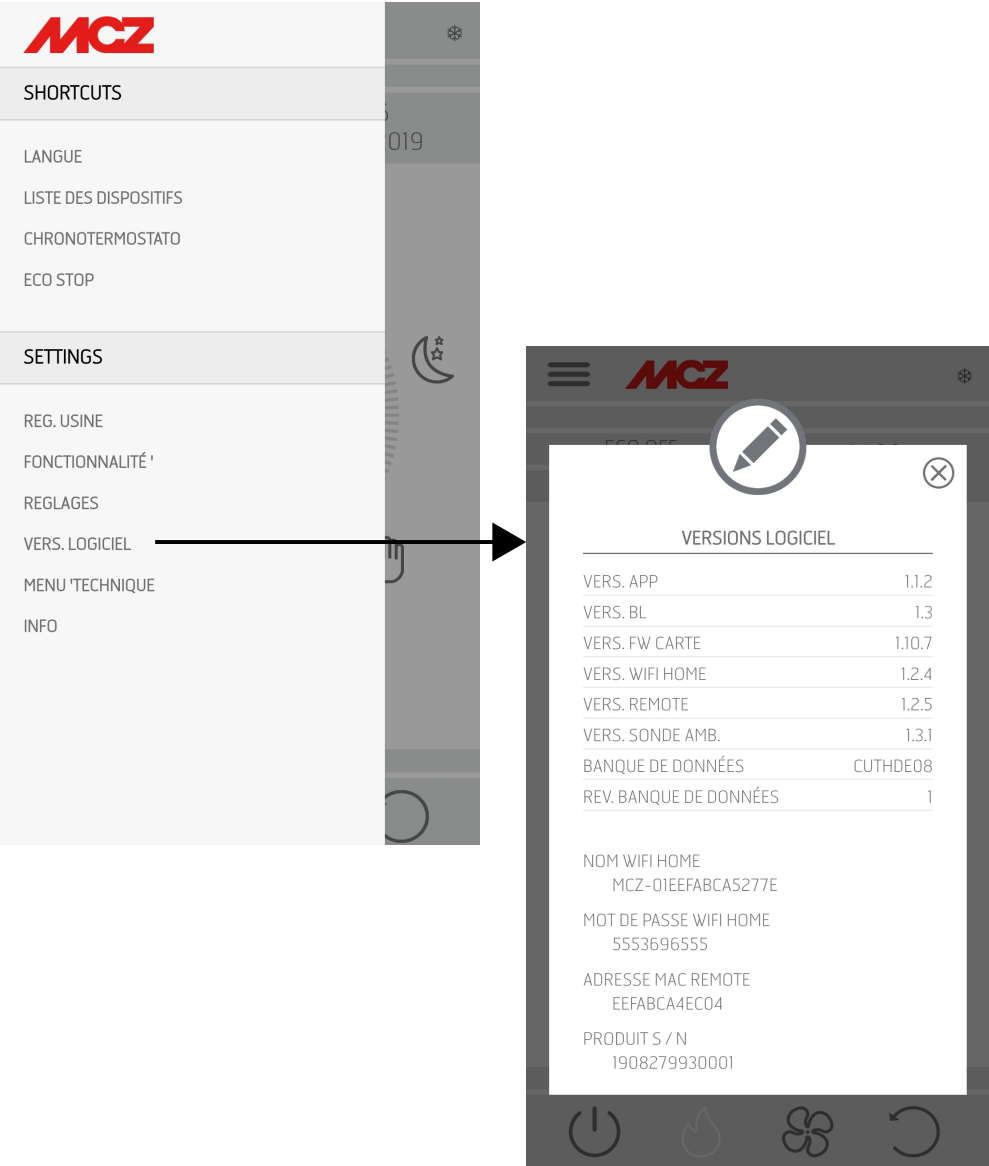 MCZ
SHORTCUTS
2019
LANGUE
LISTE DES DISPOSITIFS
CHRONOTERMOSTATO
ECO STOP
SETTINGS
REG. USINE
FONCTIONNALITÉ '
REGLAGES
VERS. LOGICIEL
MENU 'TECHNIQUE
INFO
MCZ
VERSIONS LOGICIEL
VERS. APP 1.1.2
VERS. BL 1.3
VERS. FW CARTE 1.10.7
VERS. WIFI HOME 1.2.4
VERS. REMOTE 1.2.5
VERS. SONDE AMB. 1.3.1
BANQUE DE DONNÉES CUTHDE08
REV. BANQUE DE DONNÉES 1
NOM WIFI HOME
MCZ-01EEFABCA5277E
MOT DE PASSE WIFI HOME
5553696555
ADRESSE MAC REMOTE
EEFABCA4EC04
PRODUIT S / N
1908279930001